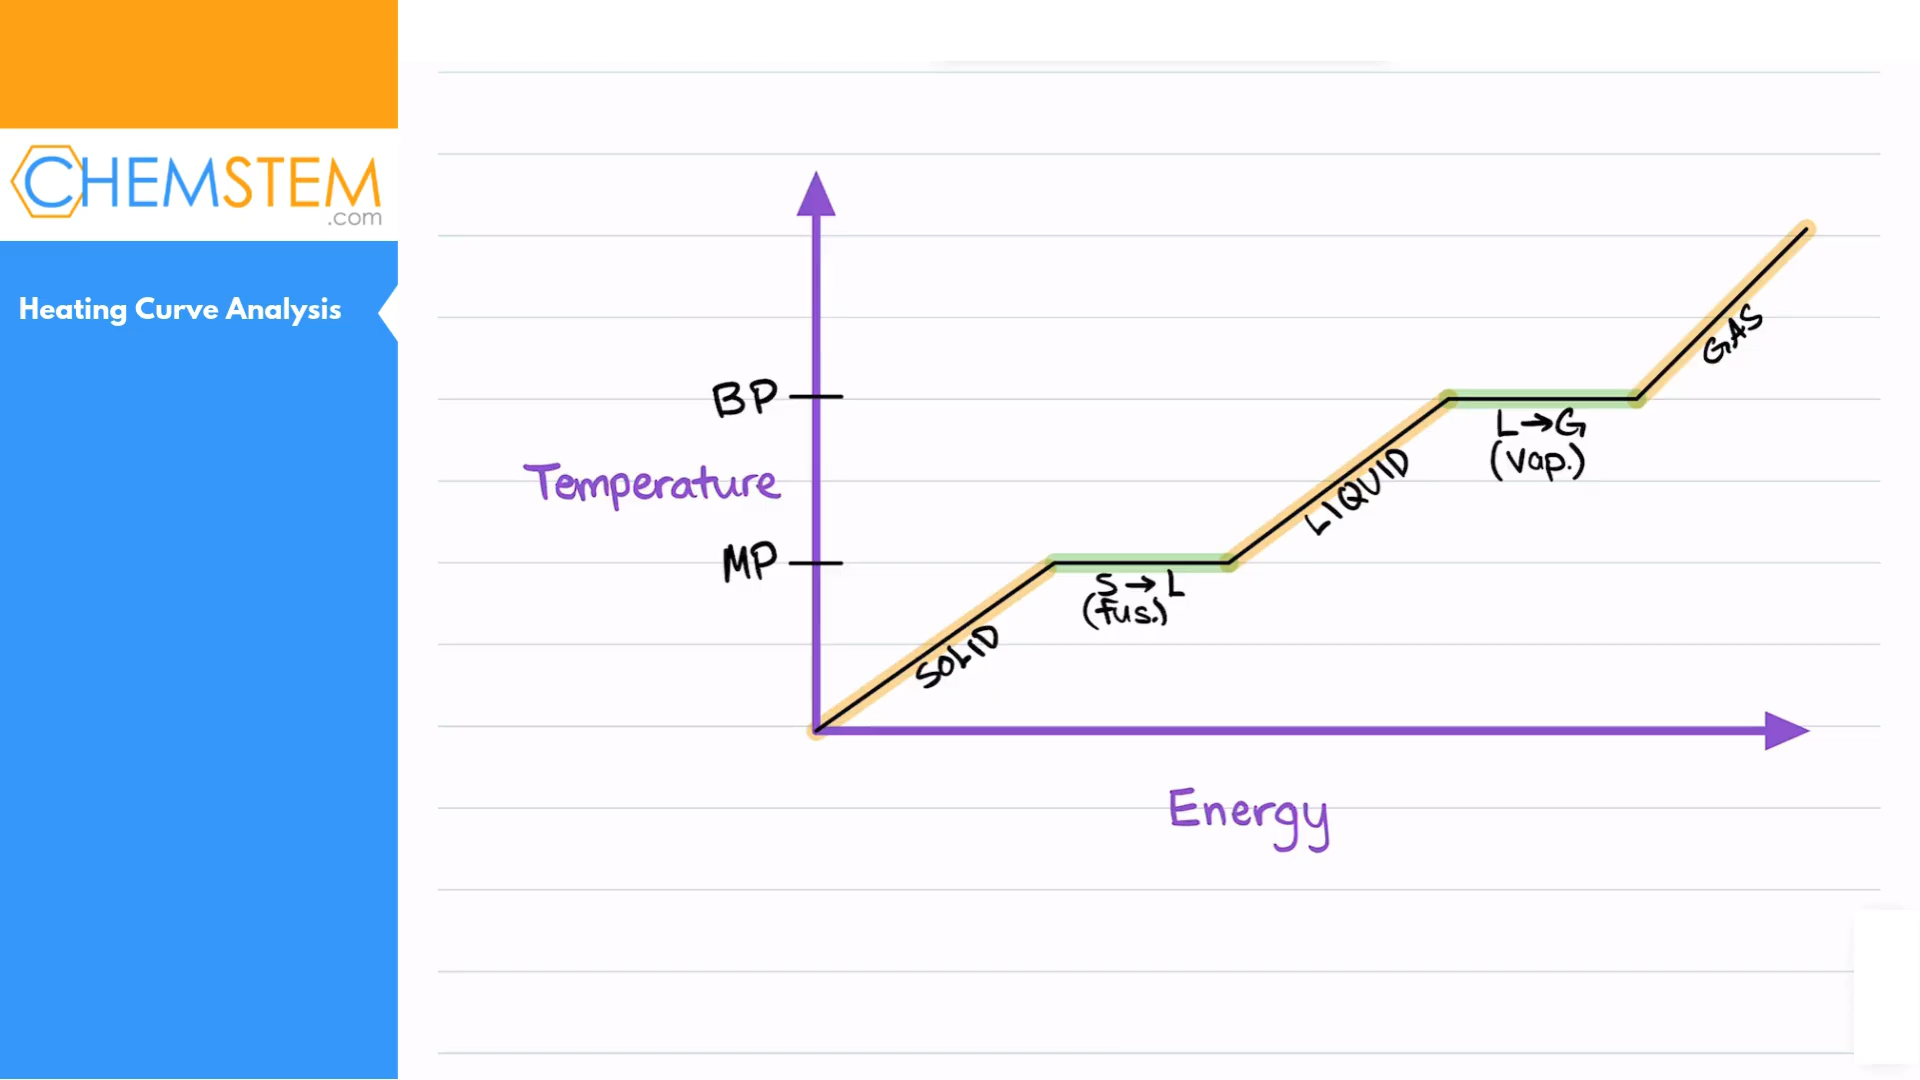 CHEMSTEM
.com
Heating Curve Analysis
BP
Temperature
MP
SOLID
S → L
(fus.)
LIQUID
L → G
(vap.)
GAS
Energy